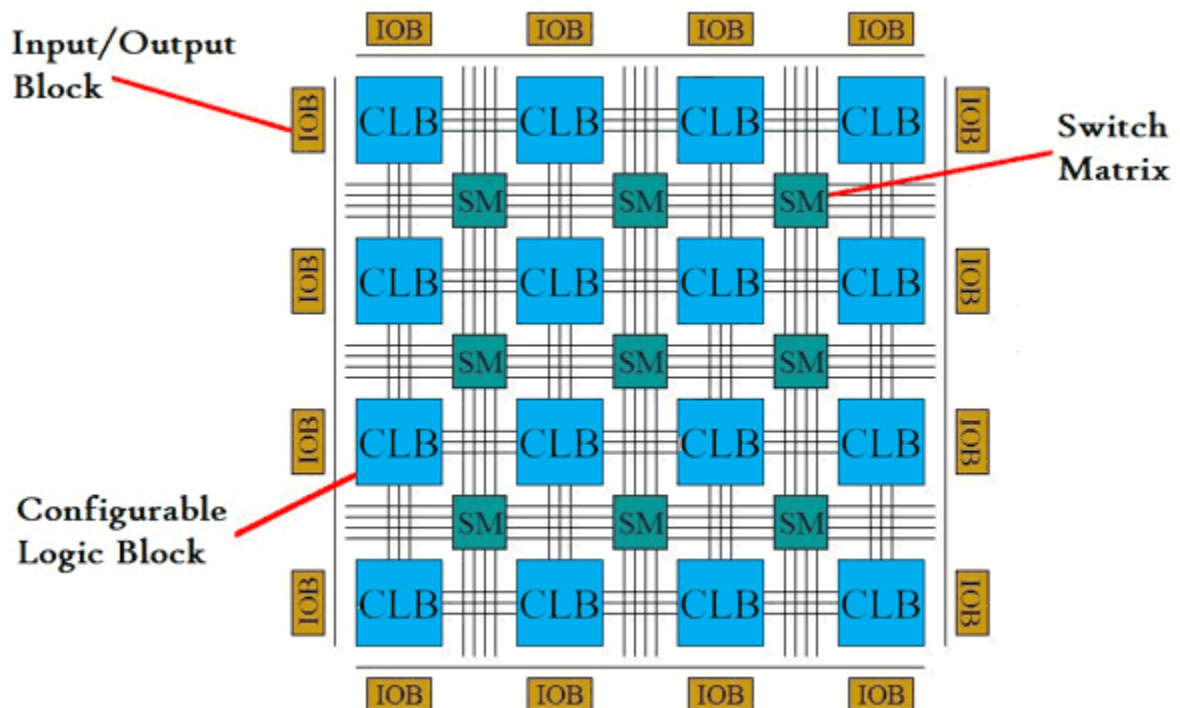 IOB IOB IOB IOB
Input/Output
Block
IOB CLB CLB CLB CLB IOB
Switch
Matrix
SM SM SM
IOB CLB CLB CLB CLB IOB
SM SM SM
IOB CLB CLB CLB CLB IOB
Configurable
Logic Block
SM SM SM
IOB CLB CLB CLB CLB IOB
IOB IOB IOB IOB